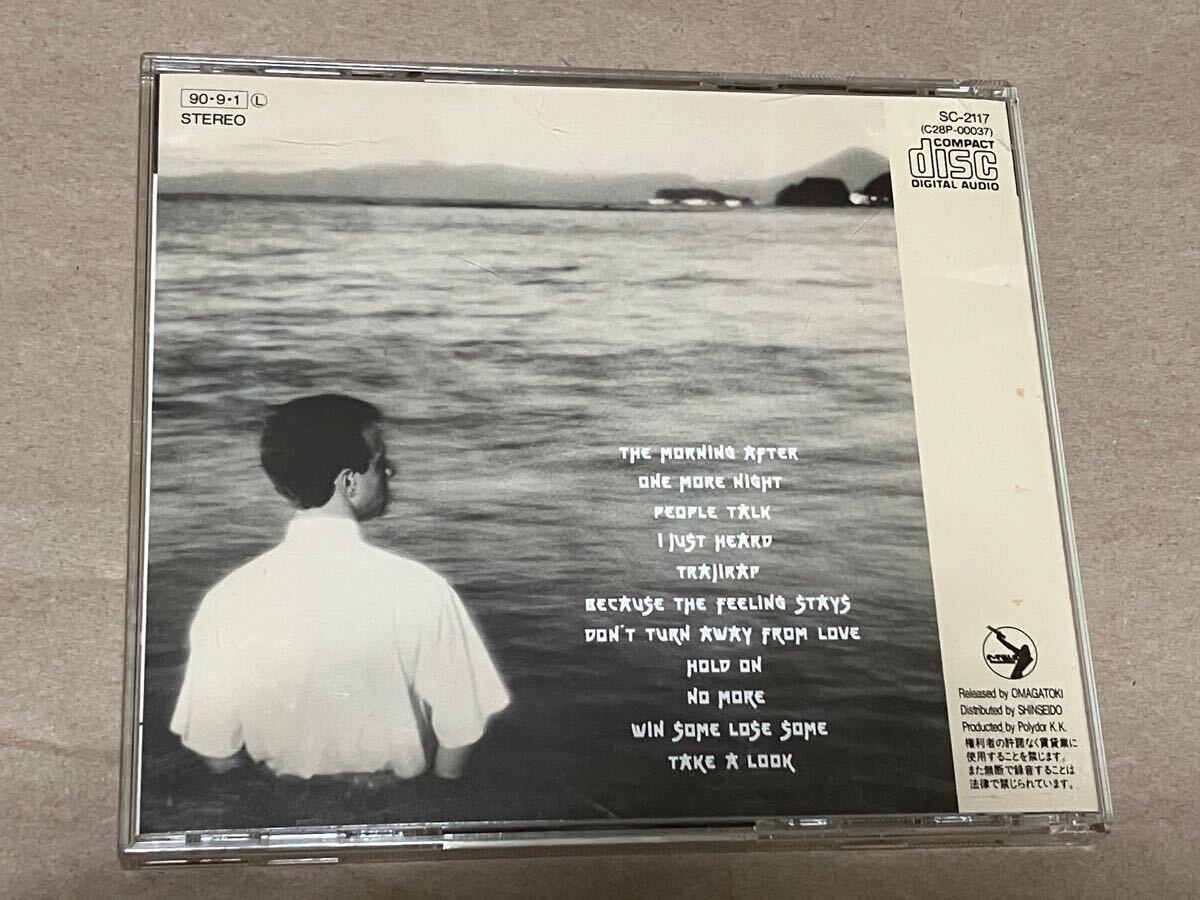 90・9・1 Ⓛ
STEREO
SC-2117
(C28P-00037)
COMPACT
disc
DIGITAL AUDIO
THE MORNING AFTER
ONE MORE NIGHT
PEOPLE TALK
I JUST HEARD
TRAJIRAP
BECAUSE THE FEELING STAYS
DON'T TURN AWAY FROM LOVE
HOLD ON
NO MORE
WIN SOME LOSE SOME
TAKE A LOOK
Released by OMAGATOKI
Distributed by SHINSEIDO
Producted by Polydor K.K.
権利者の許諾なく賃貸業に
使用することを禁じます。
また無断で録音することは
法律で禁じられています。